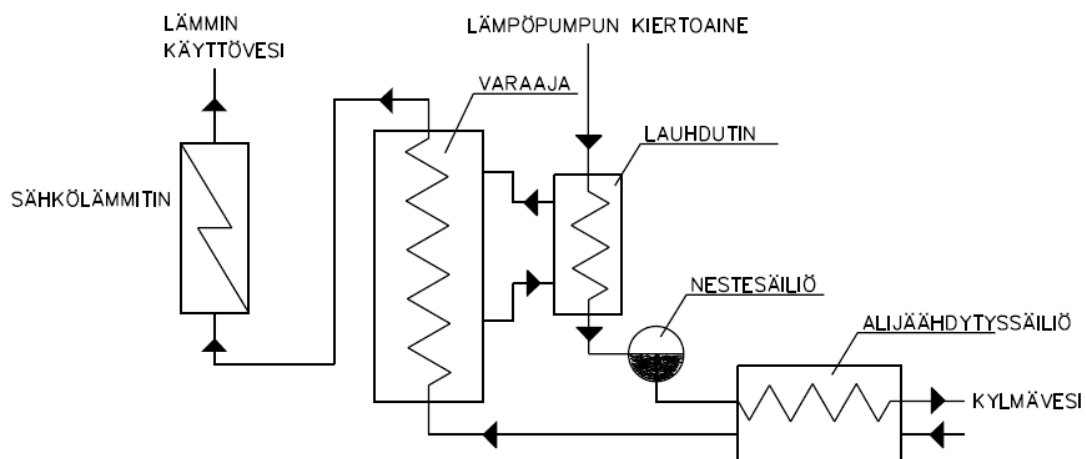 LÄMMIN
KÄYTTÖVESI
LÄMPÖPUMPUN KIERTOAINE
VARAAJA
LAUHDUTIN
SÄHKÖLÄMMITIN
NESTESÄILIÖ
ALIJÄÄHDYTYSSÄILIÖ
KYLMÄVESI